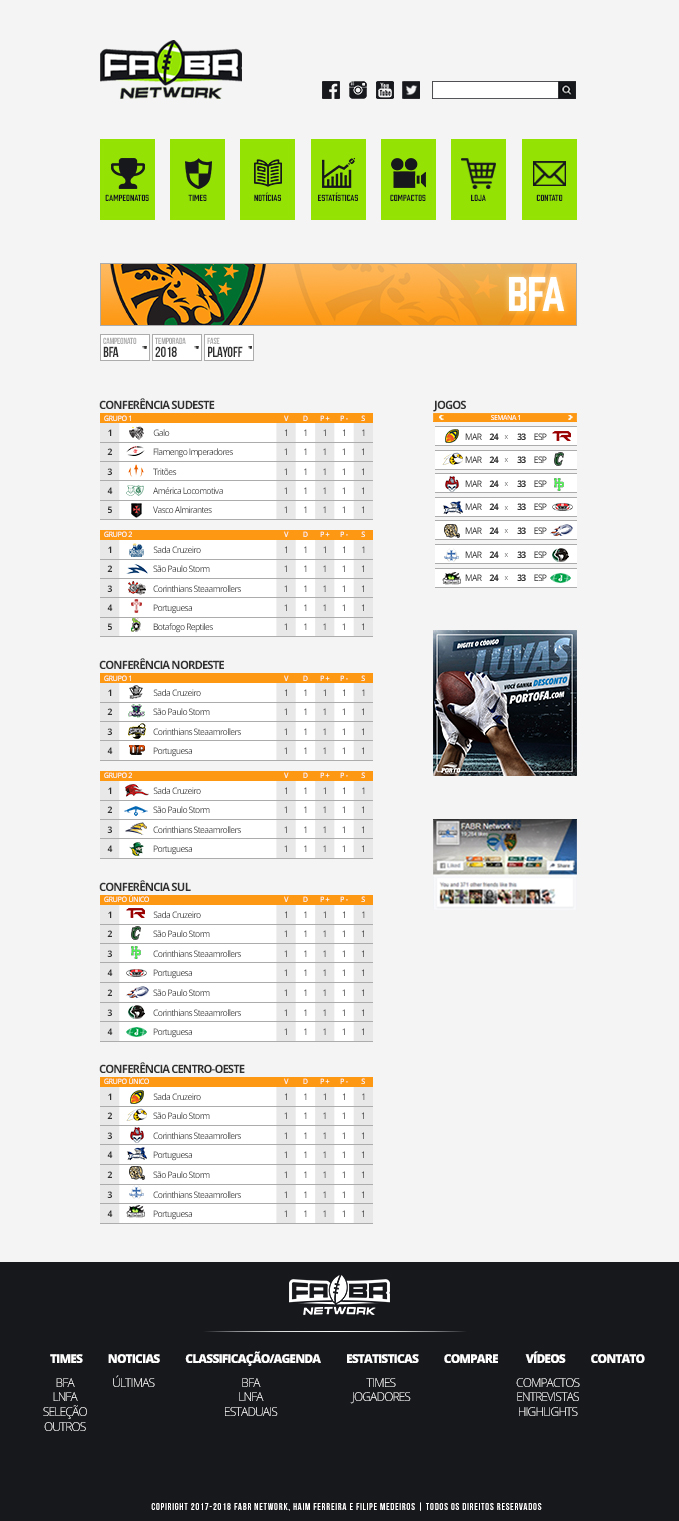 FABR
NETWORK
CAMPEONATOS
TIMES
NOTÍCIAS
ESTATÍSTICAS
COMPACTOS
LOJA
CONTATO
BFA
CAMPEONATO
BFA
TEMPORADA
2018
FASE
PLAYOFF
CONFERÊNCIA SUDESTE
GRUPO 1 V D P+ P- S
1 Galo 1 1 1 1 1
2 Flamengo Imperadores 1 1 1 1 1
3 Tritões 1 1 1 1 1
4 América Locomotiva 1 1 1 1 1
5 Vasco Almirantes 1 1 1 1 1
GRUPO 2 V D P+ P- S
1 Sada Cruzeiro 1 1 1 1 1
2 São Paulo Storm 1 1 1 1 1
3 Corinthians Steaamrollers 1 1 1 1 1
4 Portuguesa 1 1 1 1 1
5 Botafogo Reptiles 1 1 1 1 1
CONFERÊNCIA NORDESTE
GRUPO 1 V D P+ P- S
1 Sada Cruzeiro 1 1 1 1 1
2 São Paulo Storm 1 1 1 1 1
3 Corinthians Steaamrollers 1 1 1 1 1
4 UP Portuguesa 1 1 1 1 1
GRUPO 2 V D P+ P- S
1 Sada Cruzeiro 1 1 1 1 1
2 São Paulo Storm 1 1 1 1 1
3 Corinthians Steaamrollers 1 1 1 1 1
4 Portuguesa 1 1 1 1 1
CONFERÊNCIA SUL
GRUPO ÚNICO V D P+ P- S
1 TR Sada Cruzeiro 1 1 1 1 1
2 C São Paulo Storm 1 1 1 1 1
3 HP Corinthians Steaamrollers 1 1 1 1 1
4 Portuguesa 1 1 1 1 1
2 São Paulo Storm 1 1 1 1 1
3 Corinthians Steaamrollers 1 1 1 1 1
4 J Portuguesa 1 1 1 1 1
CONFERÊNCIA CENTRO-OESTE
GRUPO ÚNICO V D P+ P- S
1 Sada Cruzeiro 1 1 1 1 1
2 São Paulo Storm 1 1 1 1 1
3 Corinthians Steaamrollers 1 1 1 1 1
4 Portuguesa 1 1 1 1 1
2 São Paulo Storm 1 1 1 1 1
3 Corinthians Steaamrollers 1 1 1 1 1
4 Portuguesa 1 1 1 1 1
JOGOS
SEMANA 1
MAR 24 x 33 ESP TR
MAR 24 x 33 ESP C
MAR 24 x 33 ESP HP
MAR 24 x 33 ESP
MAR 24 x 33 ESP
MAR 24 x 33 ESP
MAR 24 x 33 ESP J
DIGITE O CÓDIGO
LUVAS
VOCÊ GANHA DESCONTO
PORTOFA.COM
PORTO
FABR Network
19,284 likes
Liked
Share
You and 371 other friends like this
FABR
NETWORK
TIMES
BFA
LNFA
SELEÇÃO
OUTROS
NOTICIAS
ÚLTIMAS
CLASSIFICAÇÃO/AGENDA
BFA
LNFA
ESTADUAIS
ESTATISTICAS
TIMES
JOGADORES
COMPARE
VÍDEOS
COMPACTOS
ENTREVISTAS
HIGHLIGHTS
CONTATO
COPIRIGHT 2017-2018 FABR NETWORK, HAIM FERREIRA E FILIPE MEDEIROS | TODOS OS DIREITOS RESERVADOS